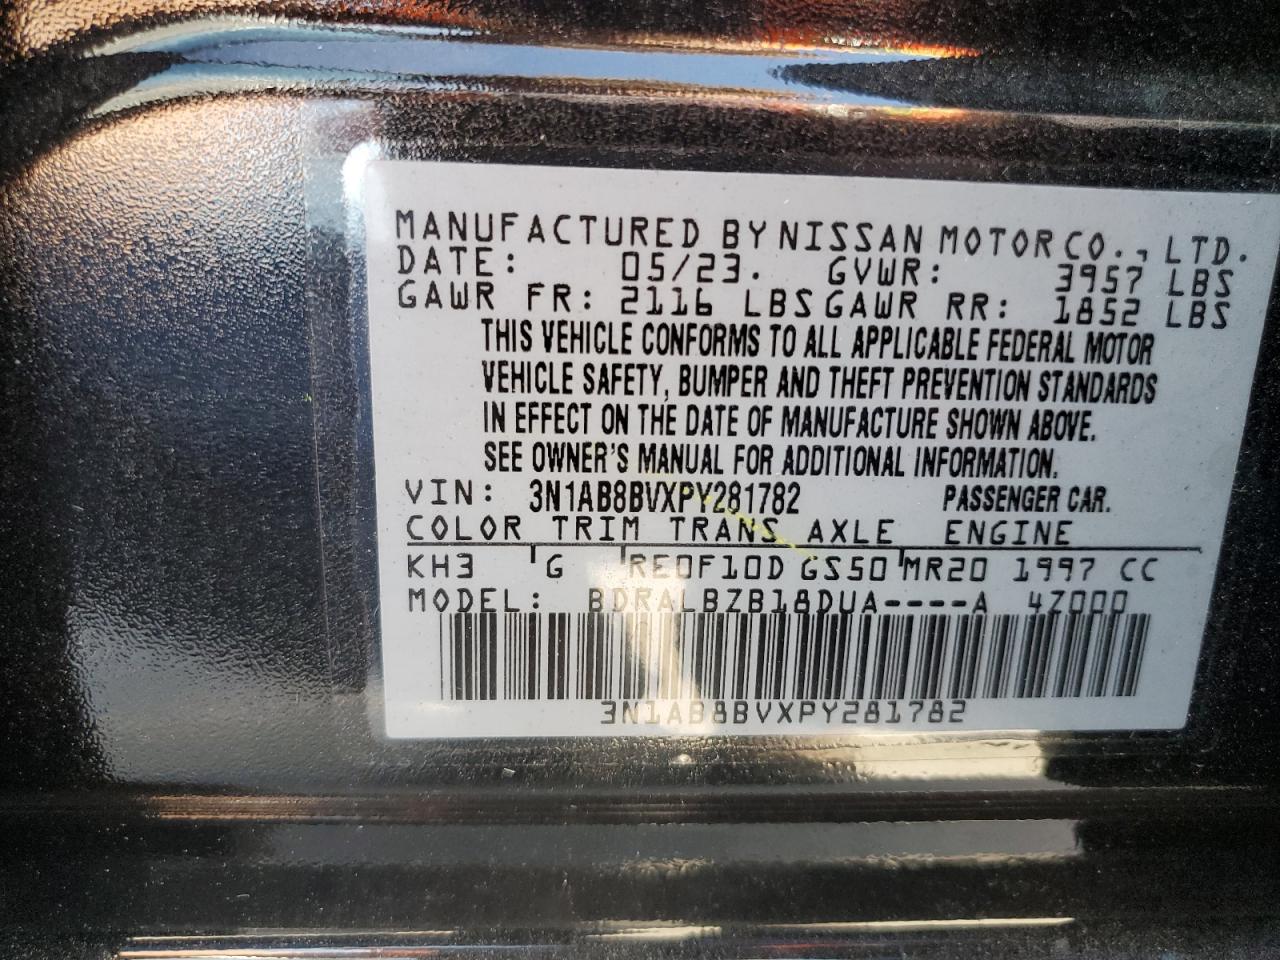 MANUFACTURED BY NISSAN MOTOR CO., LTD.
DATE: 05/23. GVWR: 3957 LBS
GAWR FR: 2116 LBS GAWR RR: 1852 LBS
THIS VEHICLE CONFORMS TO ALL APPLICABLE FEDERAL MOTOR
VEHICLE SAFETY, BUMPER AND THEFT PREVENTION STANDARDS
IN EFFECT ON THE DATE OF MANUFACTURE SHOWN ABOVE.
SEE OWNER'S MANUAL FOR ADDITIONAL INFORMATION.
VIN: 3N1AB8BVXPY281782 PASSENGER CAR.
COLOR TRIM TRANS AXLE ENGINE
KH3 G RE0F10D GS50 MR20 1997 CC
MODEL: BDRALBZB18DUA----A 4Z000
3N1AB8BVXPY281782